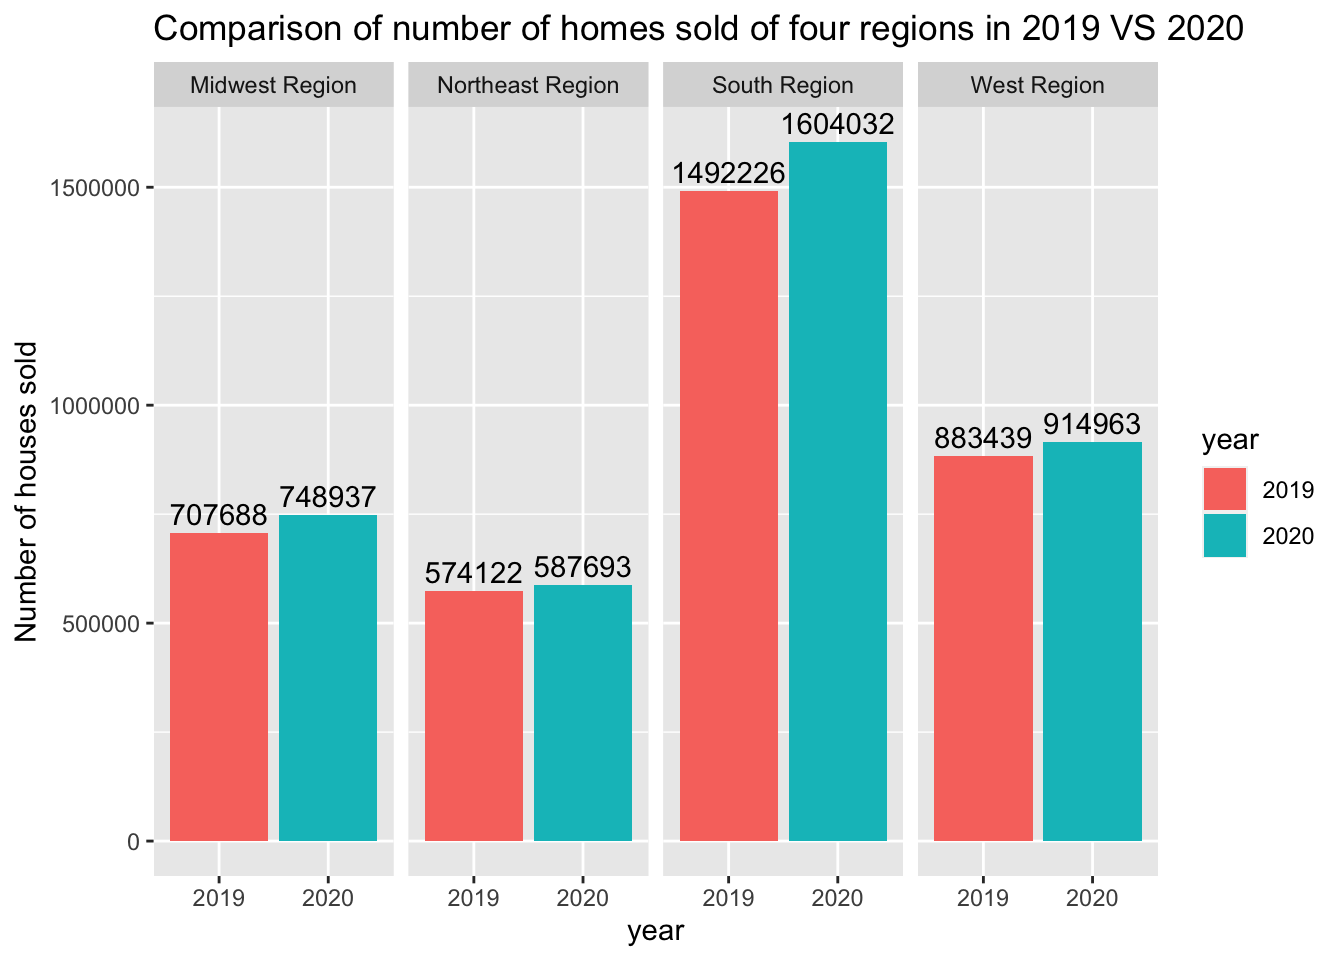 Comparison of number of homes sold of four regions in 2019 VS 2020
Midwest Region
Northeast Region
South Region
West Region
Number of houses sold
1500000
1000000
500000
0
707688
748937
574122
587693
1492226
1604032
883439
914963
2019
2020
2019
2020
2019
2020
2019
2020
year
year
2019
2020